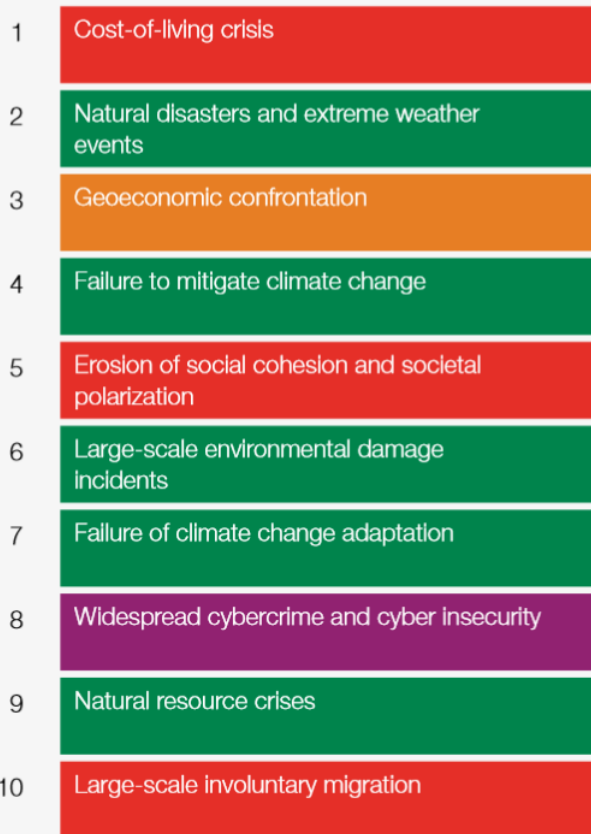 1 Cost-of-living crisis
2 Natural disasters and extreme weather
events
3 Geoeconomic confrontation
4 Failure to mitigate climate change
5 Erosion of social cohesion and societal
polarization
6 Large-scale environmental damage
incidents
7 Failure of climate change adaptation
8 Widespread cybercrime and cyber insecurity
9 Natural resource crises
10 Large-scale involuntary migration